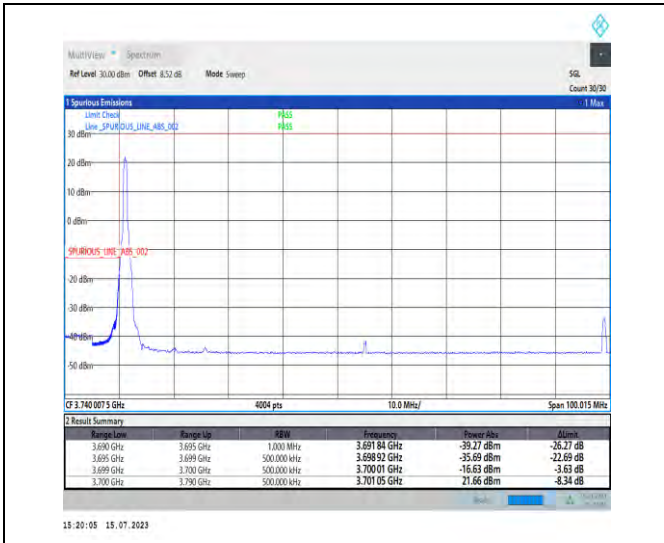 MultiView Spectrum
Ref Level 30.00 dBm Offset 8.52 dB Mode Sweep SGL
Count 30/30
1 Spurious Emissions 1 Max
Limit Check PASS
Line _SPURIOUS_LINE_ABS_002 PASS
30 dBm
20 dBm
10 dBm
0 dBm
SPURIOUS_LINE_ABS_002
-20 dBm
-30 dBm
-40 dBm
-50 dBm
CF 3.740 007 5 GHz 4004 pts 10.0 MHz/ Span 100.015 MHz
2 Result Summary
Range Low Range Up RBW Frequency Power Abs ΔLimit
3.690 GHz 3.695 GHz 1.000 MHz 3.691 84 GHz -39.27 dBm -26.27 dB
3.695 GHz 3.699 GHz 500.000 kHz 3.698 92 GHz -35.69 dBm -22.69 dB
3.699 GHz 3.700 GHz 500.000 kHz 3.700 01 GHz -16.63 dBm -3.63 dB
3.700 GHz 3.790 GHz 500.000 kHz 3.701 05 GHz 21.66 dBm -8.34 dB
15:20:05 15.07.2023